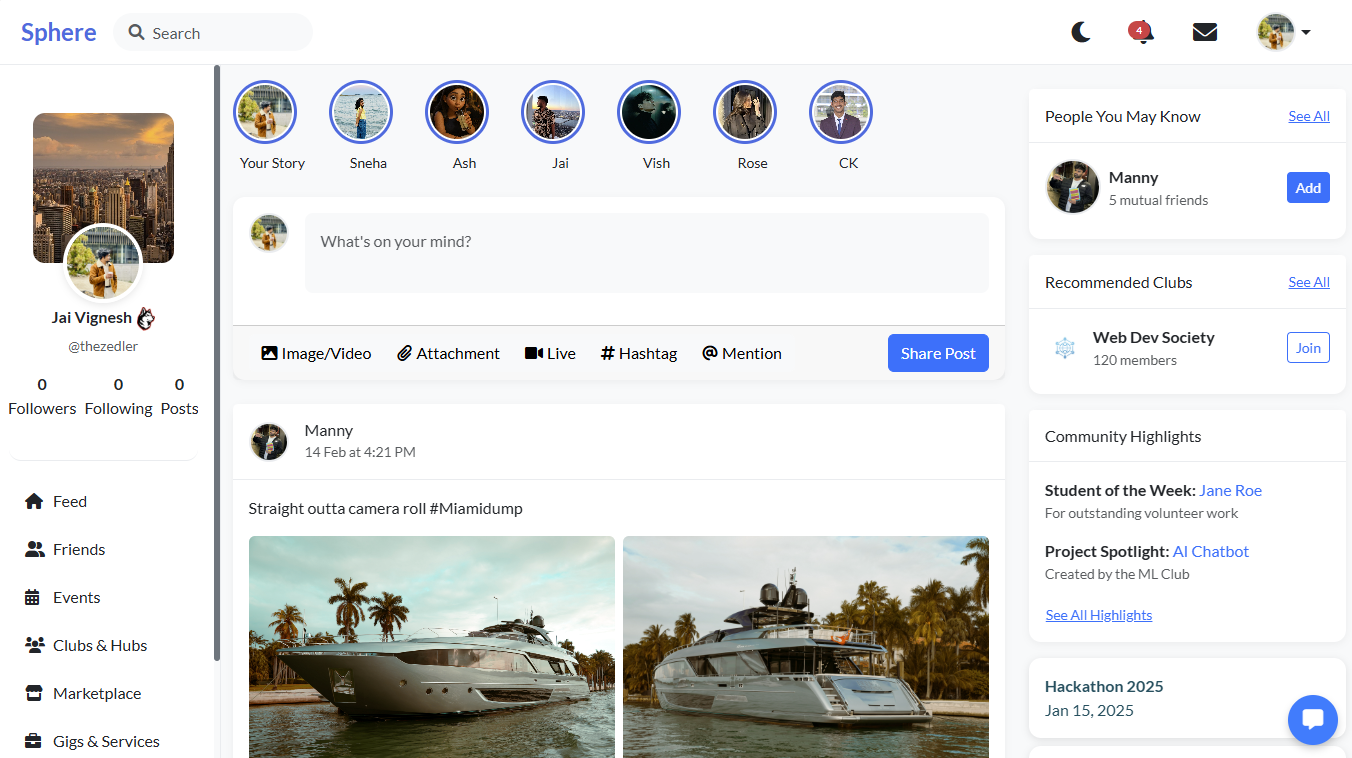 Sphere
Search
4
Jai Vignesh
@thezedler
0 0 0
Followers Following Posts
Feed
Friends
Events
Clubs & Hubs
Marketplace
Gigs & Services
Your Story Sneha Ash Jai Vish Rose CK
What's on your mind?
Image/Video Attachment Live Hashtag Mention Share Post
Manny
14 Feb at 4:21 PM
Straight outta camera roll #Miamidump
People You May Know See All
Manny
5 mutual friends
Add
Recommended Clubs See All
Web Dev Society
120 members
Join
Community Highlights
Student of the Week: Jane Roe
For outstanding volunteer work
Project Spotlight: AI Chatbot
Created by the ML Club
See All Highlights
Hackathon 2025
Jan 15, 2025